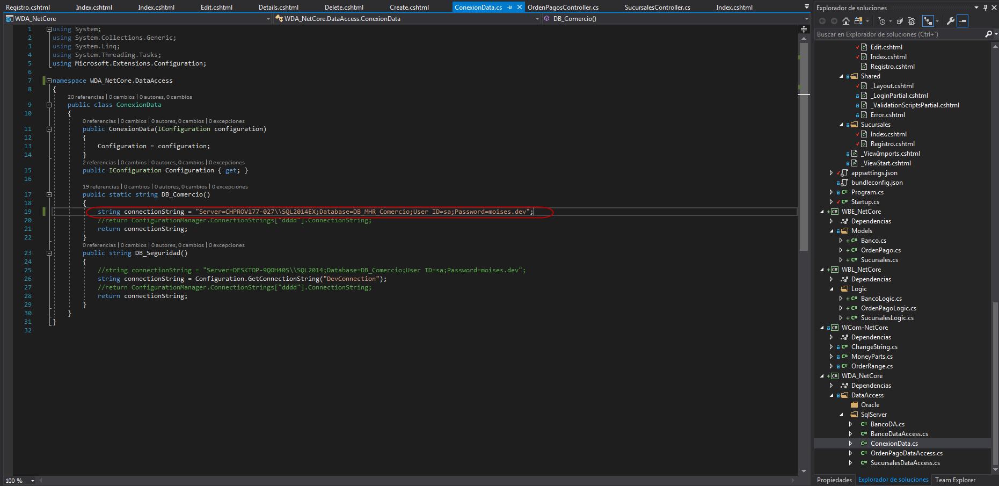 Registro.cshtml Index.cshtml Index.cshtml Edit.cshtml Details.cshtml Delete.cshtml Create.cshtml ConexionData.cs OrdenPagosController.cs SucursalesController.cs Index.cshtml
WDA_NetCore WDA_NetCore.DataAccess.ConexionData DB_Comercio()
1 using System;
2 using System.Collections.Generic;
3 using System.Linq;
4 using System.Threading.Tasks;
5 using Microsoft.Extensions.Configuration;
6
7 namespace WDA_NetCore.DataAccess
8 {
20 referencias | 0 cambios | 0 autores, 0 cambios
9 public class ConexionData
10 {
0 referencias | 0 cambios | 0 autores, 0 cambios | 0 excepciones
11 public ConexionData(IConfiguration configuration)
12 {
13 Configuration = configuration;
14 }
2 referencias | 0 cambios | 0 autores, 0 cambios | 0 excepciones
15 public IConfiguration Configuration { get; }
16
19 referencias | 0 cambios | 0 autores, 0 cambios | 0 excepciones
17 public static string DB_Comercio()
18 {
19 string connectionString = "Server=CHPROV177-027\\SQL2014EX;Database=DB_MHR_Comercio;User ID=sa;Password=moises.dev";
20 //return ConfigurationManager.ConnectionStrings["dddd"].ConnectionString;
21 return connectionString;
22 }
0 referencias | 0 cambios | 0 autores, 0 cambios | 0 excepciones
23 public string DB_Seguridad()
24 {
25 //string connectionString = "Server=DESKTOP-9QOH40S\\SQL2014;Database=DB_Comercio;User ID=sa;Password=moises.dev";
26 string connectionString = Configuration.GetConnectionString("DevConnection");
27 //return ConfigurationManager.ConnectionStrings["dddd"].ConnectionString;
28 return connectionString;
29 }
30 }
31 }
32
100 %
Explorador de soluciones
Buscar en Explorador de soluciones (Ctrl+¨)
Edit.cshtml
Index.cshtml
Registro.cshtml
Shared
_Layout.cshtml
_LoginPartial.cshtml
_ValidationScriptsPartial.cshtml
Error.cshtml
Sucursales
Index.cshtml
Registro.cshtml
_ViewImports.cshtml
_ViewStart.cshtml
appsettings.json
bundleconfig.json
C# Program.cs
C# Startup.cs
C# WBE_NetCore
Dependencias
Models
C# Banco.cs
C# OrdenPago.cs
C# Sucursales.cs
C# WBL_NetCore
Dependencias
Logic
C# BancoLogic.cs
C# OrdenPagoLogic.cs
C# SucursalesLogic.cs
C# WCom-NetCore
Dependencias
C# ChangeString.cs
C# MoneyParts.cs
C# OrderRange.cs
C# WDA_NetCore
Dependencias
DataAccess
Oracle
SqlServer
C# BancoDA.cs
C# BancoDataAccess.cs
C# ConexionData.cs
C# OrdenPagoDataAccess.cs
C# SucursalesDataAccess.cs
Propiedades Explorador de soluciones Team Explorer